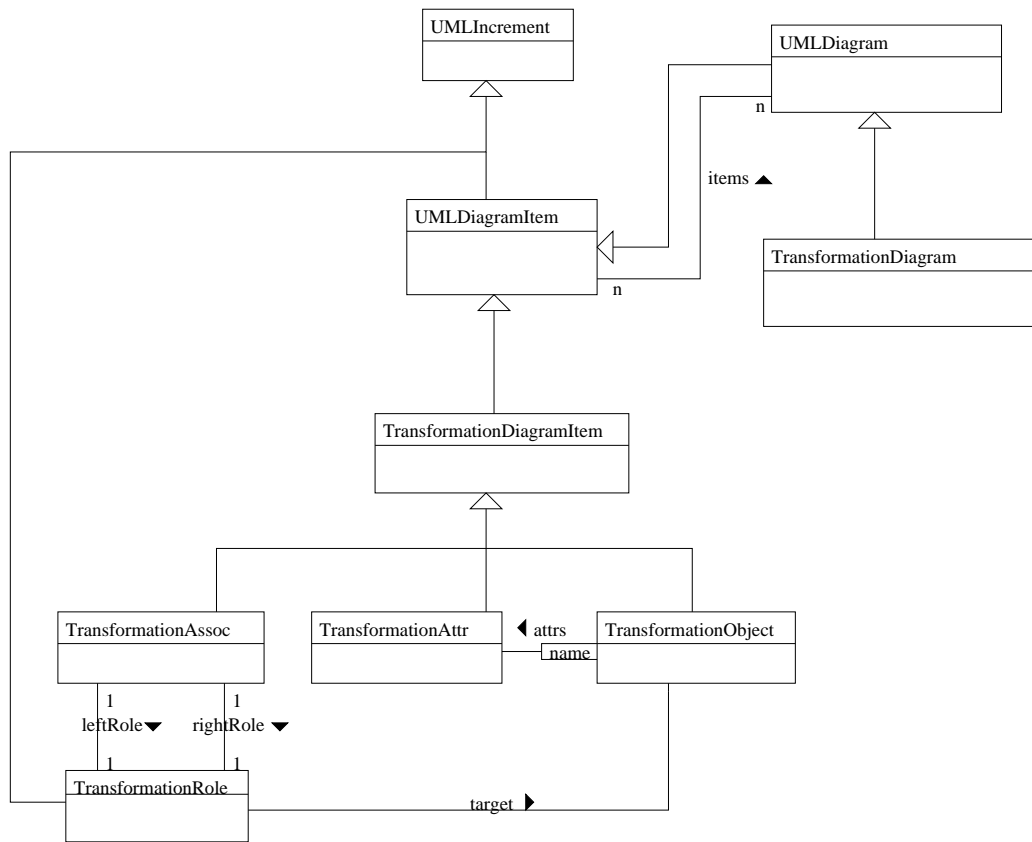 UMLIncrement
UMLDiagram
n
items
UMLDiagramItem
TransformationDiagram
n
TransformationDiagramItem
TransformationAssoc
TransformationAttr
attrs
TransformationObject
name
1
1
leftRole
rightRole
1
1
TransformationRole
target